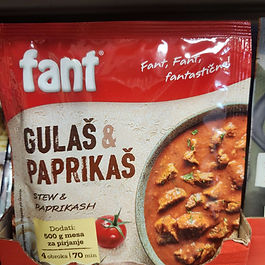 fant
Fant, Fant,
fantastično
GULAŠ &
PAPRIKAŠ
STEW &
PAPRIKASH
Dodati:
500 g mesa
za pirjanje
4 obroka 70 min